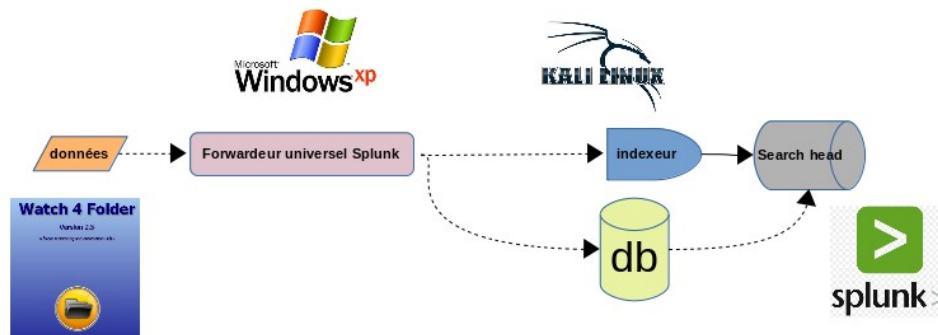 Microsoft
Windows xp
KALI LINUX
données
Forwardeur universel Splunk
indexeur
Search head
Watch 4 Folder
Version 2.5
db
splunk>